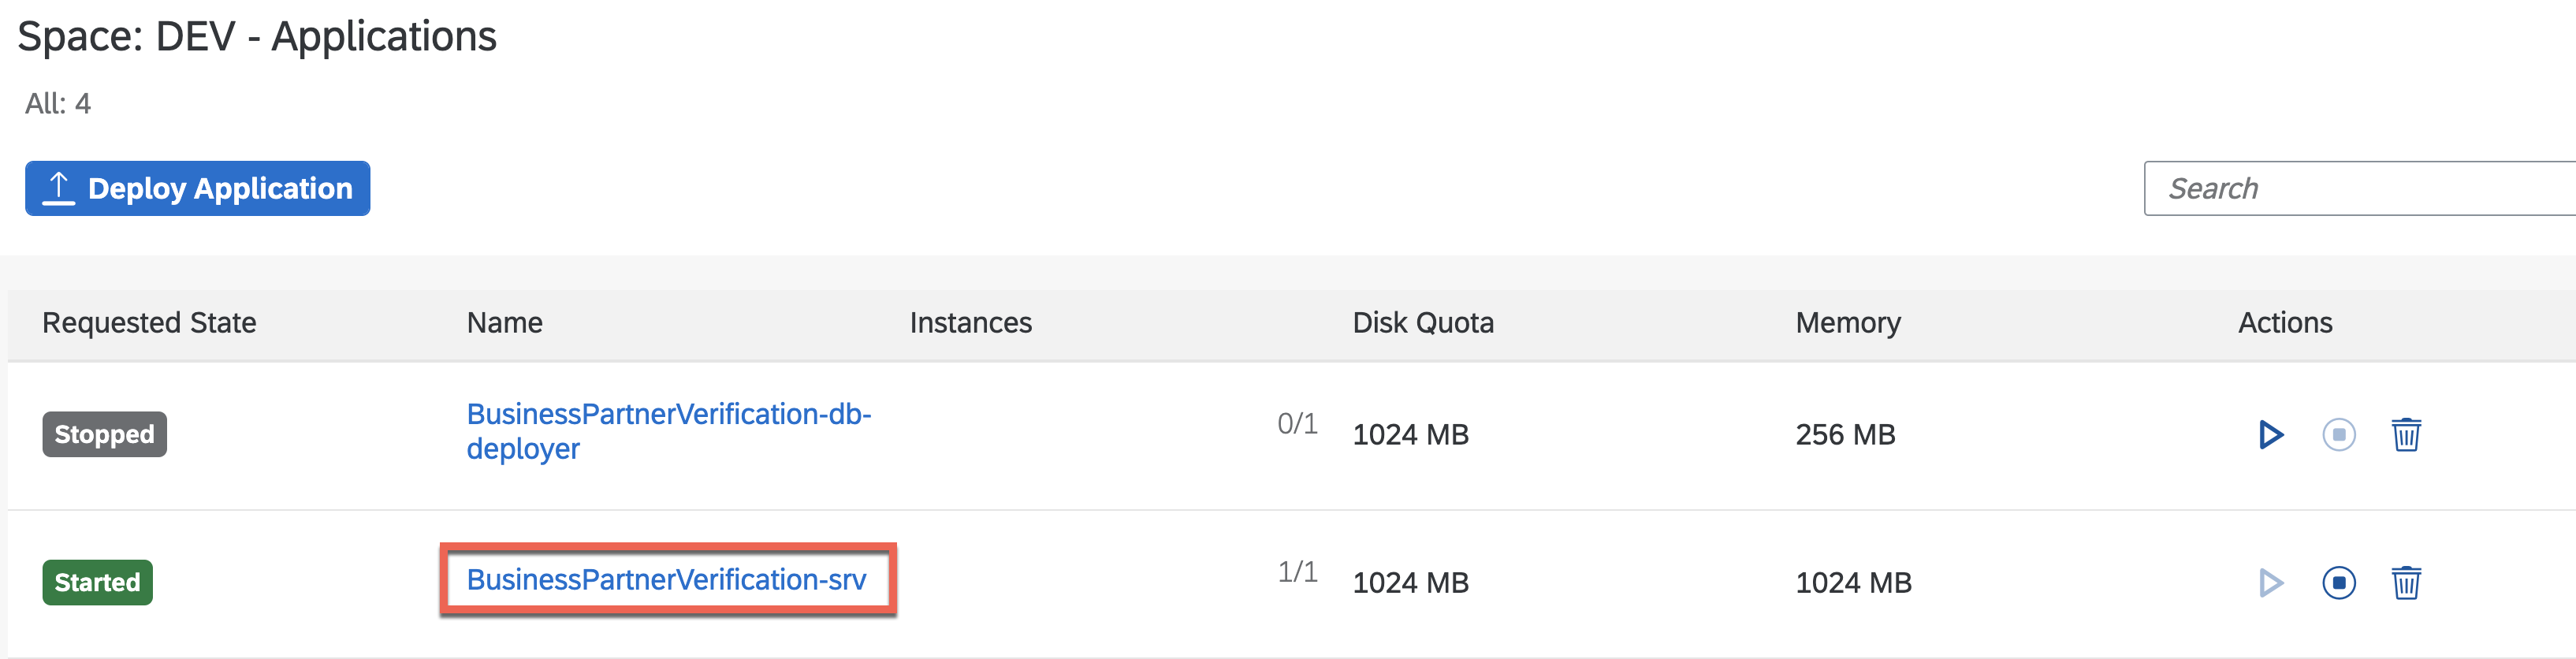 Space: DEV - Applications
All: 4
Deploy Application
Search
Requested State Name Instances Disk Quota Memory Actions
Stopped BusinessPartnerVerification-db- 0/1 1024 MB 256 MB
deployer
Started BusinessPartnerVerification-srv 1/1 1024 MB 1024 MB